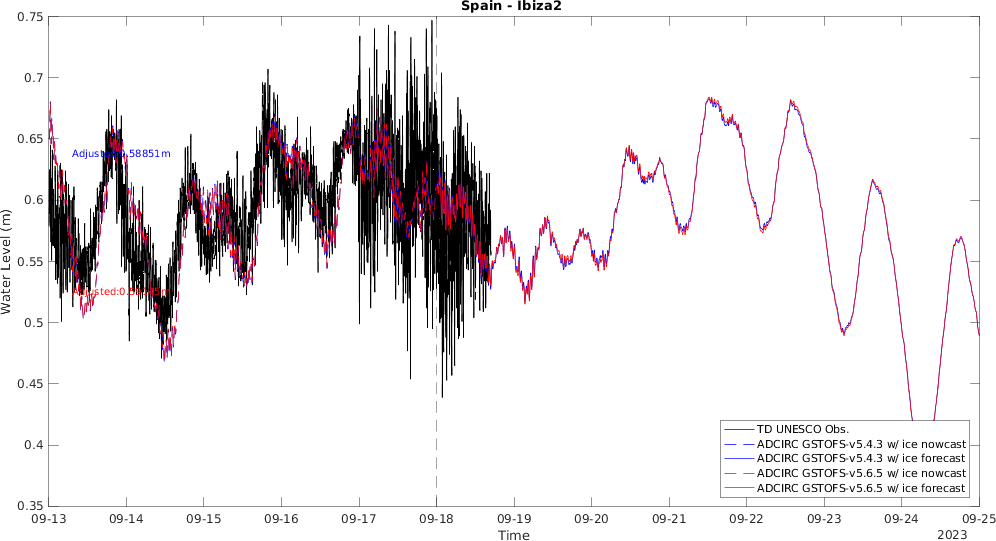 Spain - Ibiza2
0.75
0.7
0.65
0.6
0.55
0.5
0.45
0.4
0.35
Water Level (m)
Adjusted:0.58851m
09-13
09-14
09-15
09-16
09-17
09-18
09-19
09-20
09-21
09-22
09-23
09-24
09-25
Time
2023
TD UNESCO Obs.
ADCIRC GSTOFS-v5.4.3 w/ ice nowcast
ADCIRC GSTOFS-v5.4.3 w/ ice forecast
ADCIRC GSTOFS-v5.6.5 w/ ice nowcast
ADCIRC GSTOFS-v5.6.5 w/ ice forecast